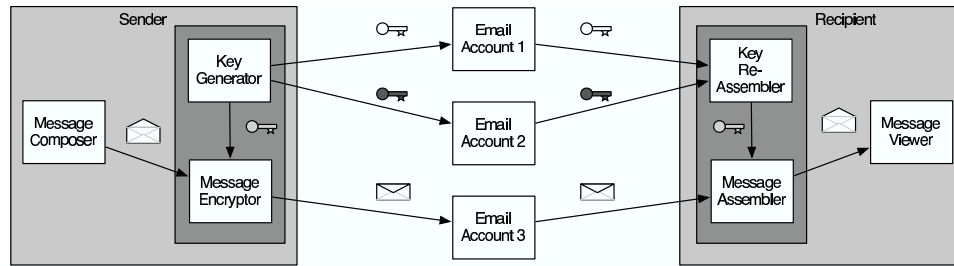 Sender
Recipient
Key
Generator
Email
Account 1
Key
Re-
Assembler
Message
Composer
Email
Account 2
Message
Viewer
Message
Encryptor
Email
Account 3
Message
Assembler